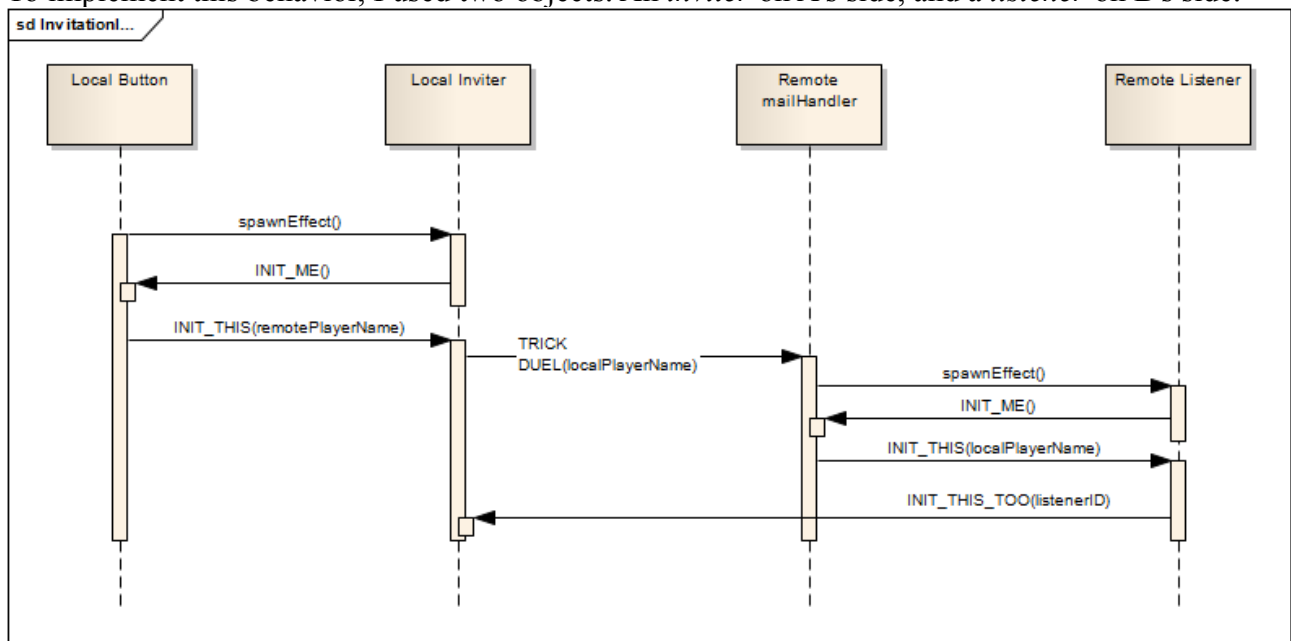 To implement this behavior, I used two objects. An inviter on A's side, and a listener on B's side.
sd InvitationI...
Local Button
Local Inviter
Remote
mailHandler
Remote Listener
spawnEffect()
INIT_ME()
INIT_THIS(remotePlayerName)
TRICK
DUEL(localPlayerName)
spawnEffect()
INIT_ME()
INIT_THIS(localPlayerName)
INIT_THIS_TOO(listenerID)